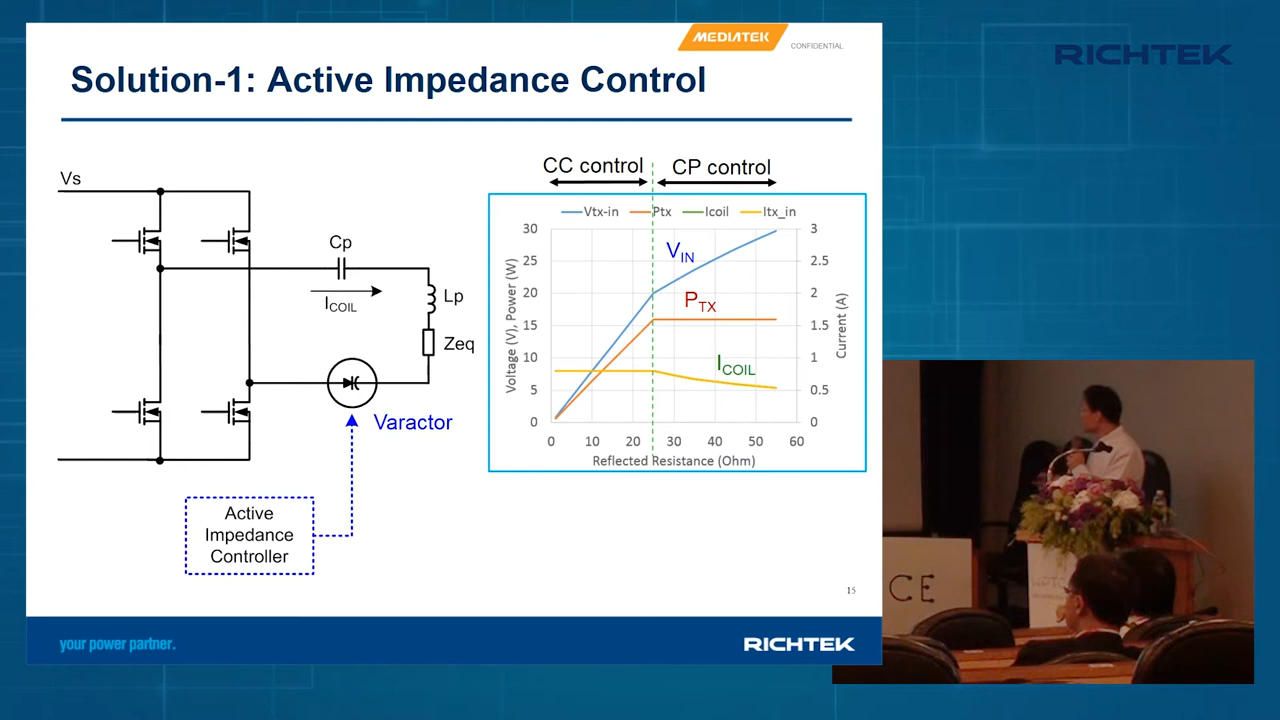 MEDIATEK
CONFIDENTIAL
RICHTEK
Solution-1: Active Impedance Control
Vs
Cp
ICOIL
Lp
Zeq
Varactor
Active
Impedance
Controller
CC control
CP control
Vtx-in Ptx Icoil Itx_in
VIN
PTX
ICOIL
Voltage (V), Power (W)
30
25
20
15
10
5
0
3
2.5
2
1.5
1
0.5
0
Current (A)
0 10 20 30 40 50 60
Reflected Resistance (Ohm)
15
your power partner.
RICHTEK
CE